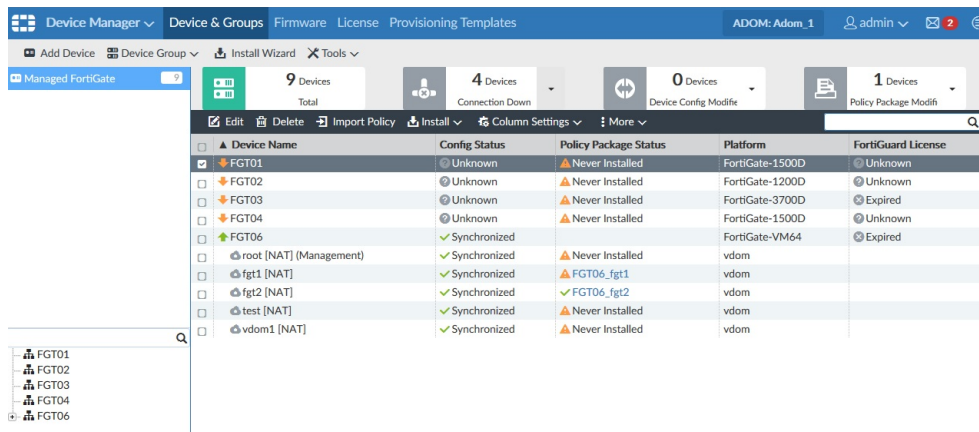 Device Manager Device & Groups Firmware License Provisioning Templates ADOM: Adom_1 admin 2
Add Device Device Group Install Wizard Tools
Managed FortiGate 9
9 Devices Total
4 Devices Connection Down
0 Devices Device Config Modifie
1 Devices Policy Package Modifi
Edit Delete Import Policy Install Column Settings More
Device Name Config Status Policy Package Status Platform FortiGuard License
FGT01 Unknown Never Installed FortiGate-1500D Unknown
FGT02 Unknown Never Installed FortiGate-1200D Unknown
FGT03 Unknown Never Installed FortiGate-3700D Expired
FGT04 Unknown Never Installed FortiGate-1500D Unknown
FGT06 Synchronized FortiGate-VM64 Expired
root [NAT] (Management) Synchronized Never Installed vdom
fgt1 [NAT] Synchronized FGT06_fgt1 vdom
fgt2 [NAT] Synchronized FGT06_fgt2 vdom
test [NAT] Synchronized Never Installed vdom
vdom1 [NAT] Synchronized Never Installed vdom
FGT01
FGT02
FGT03
FGT04
FGT06